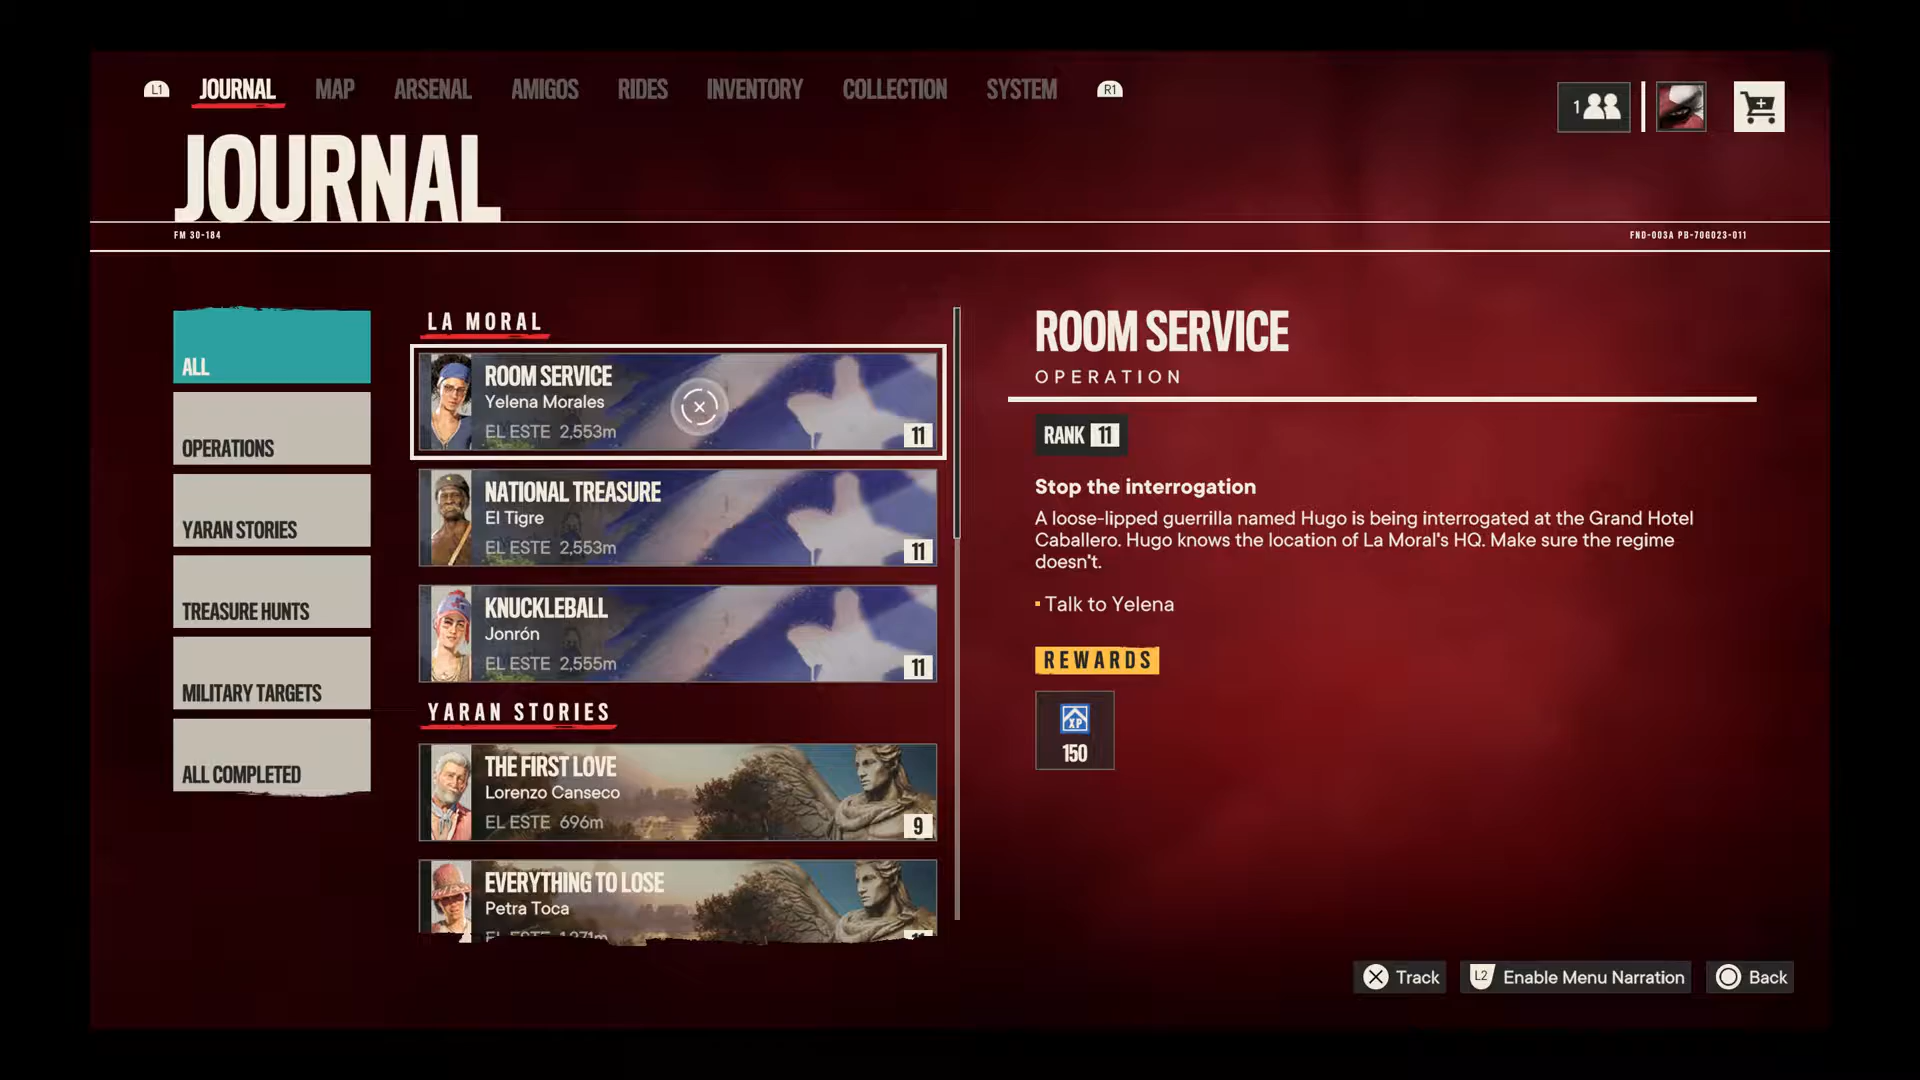 L1 JOURNAL MAP ARSENAL AMIGOS RIDES INVENTORY COLLECTION SYSTEM R1
1
JOURNAL
FM 30-184
FND-003A PB-70G023-011
ALL
OPERATIONS
YARAN STORIES
TREASURE HUNTS
MILITARY TARGETS
ALL COMPLETED
LA MORAL
ROOM SERVICE
Yelena Morales
EL ESTE 2,553m
11
NATIONAL TREASURE
El Tigre
EL ESTE 2,553m
11
KNUCKLEBALL
Jonrón
EL ESTE 2,555m
11
YARAN STORIES
THE FIRST LOVE
Lorenzo Canseco
EL ESTE 696m
9
EVERYTHING TO LOSE
Petra Toca
EL ESTE
ROOM SERVICE
OPERATION
RANK 11
Stop the interrogation
A loose-lipped guerrilla named Hugo is being interrogated at the Grand Hotel
Caballero. Hugo knows the location of La Moral's HQ. Make sure the regime
doesn't.
Talk to Yelena
REWARDS
XP
150
Track
L2 Enable Menu Narration
Back